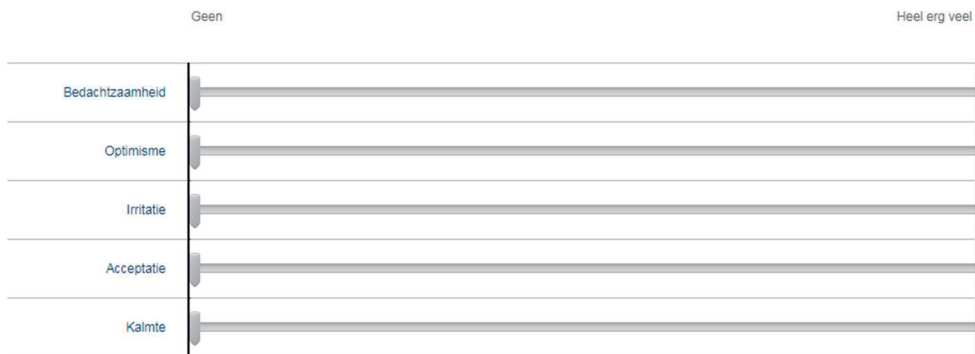 Geen Heel erg veel
Bedachtzaamheid
Optimisme
Irritatie
Acceptatie
Kalmte